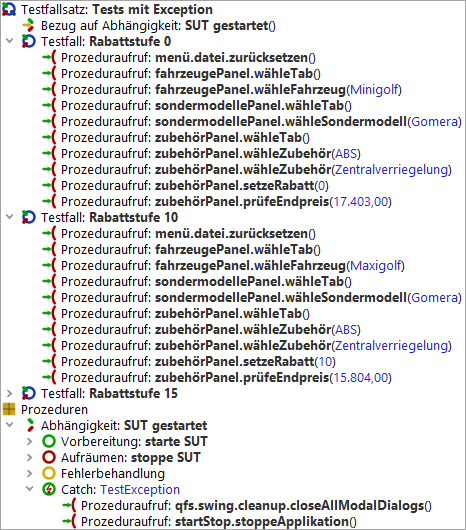 Testfallsatz: Tests mit Exception
Bezug auf Abhängigkeit: SUT gestartet()
Testfall: Rabattstufe 0
Prozeduraufruf: menü.datei.zurücksetzen()
Prozeduraufruf: fahrzeugePanel.wähleTab()
Prozeduraufruf: fahrzeugePanel.wähleFahrzeug(Minigolf)
Prozeduraufruf: sondermodellePanel.wähleTab()
Prozeduraufruf: sondermodellePanel.wähleSondermodell(Gomera)
Prozeduraufruf: zubehörPanel.wähleTab()
Prozeduraufruf: zubehörPanel.wähleZubehör(ABS)
Prozeduraufruf: zubehörPanel.wähleZubehör(Zentralverriegelung)
Prozeduraufruf: zubehörPanel.setzeRabatt(0)
Prozeduraufruf: zubehörPanel.prüfeEndpreis(17.403,00)
Testfall: Rabattstufe 10
Prozeduraufruf: menü.datei.zurücksetzen()
Prozeduraufruf: fahrzeugePanel.wähleTab()
Prozeduraufruf: fahrzeugePanel.wähleFahrzeug(Maxigolf)
Prozeduraufruf: sondermodellePanel.wähleTab()
Prozeduraufruf: sondermodellePanel.wähleSondermodell(Gomera)
Prozeduraufruf: zubehörPanel.wähleTab()
Prozeduraufruf: zubehörPanel.wähleZubehör(ABS)
Prozeduraufruf: zubehörPanel.wähleZubehör(Zentralverriegelung)
Prozeduraufruf: zubehörPanel.setzeRabatt(10)
Prozeduraufruf: zubehörPanel.prüfeEndpreis(15.804,00)
Testfall: Rabattstufe 15
Prozeduren
Abhängigkeit: SUT gestartet
Vorbereitung: starte SUT
Aufräumen: stoppe SUT
Fehlerbehandlung
Catch: TestException
Prozeduraufruf: qfs.swing.cleanup.closeAllModalDialogs()
Prozeduraufruf: startStop.stoppeApplikation()